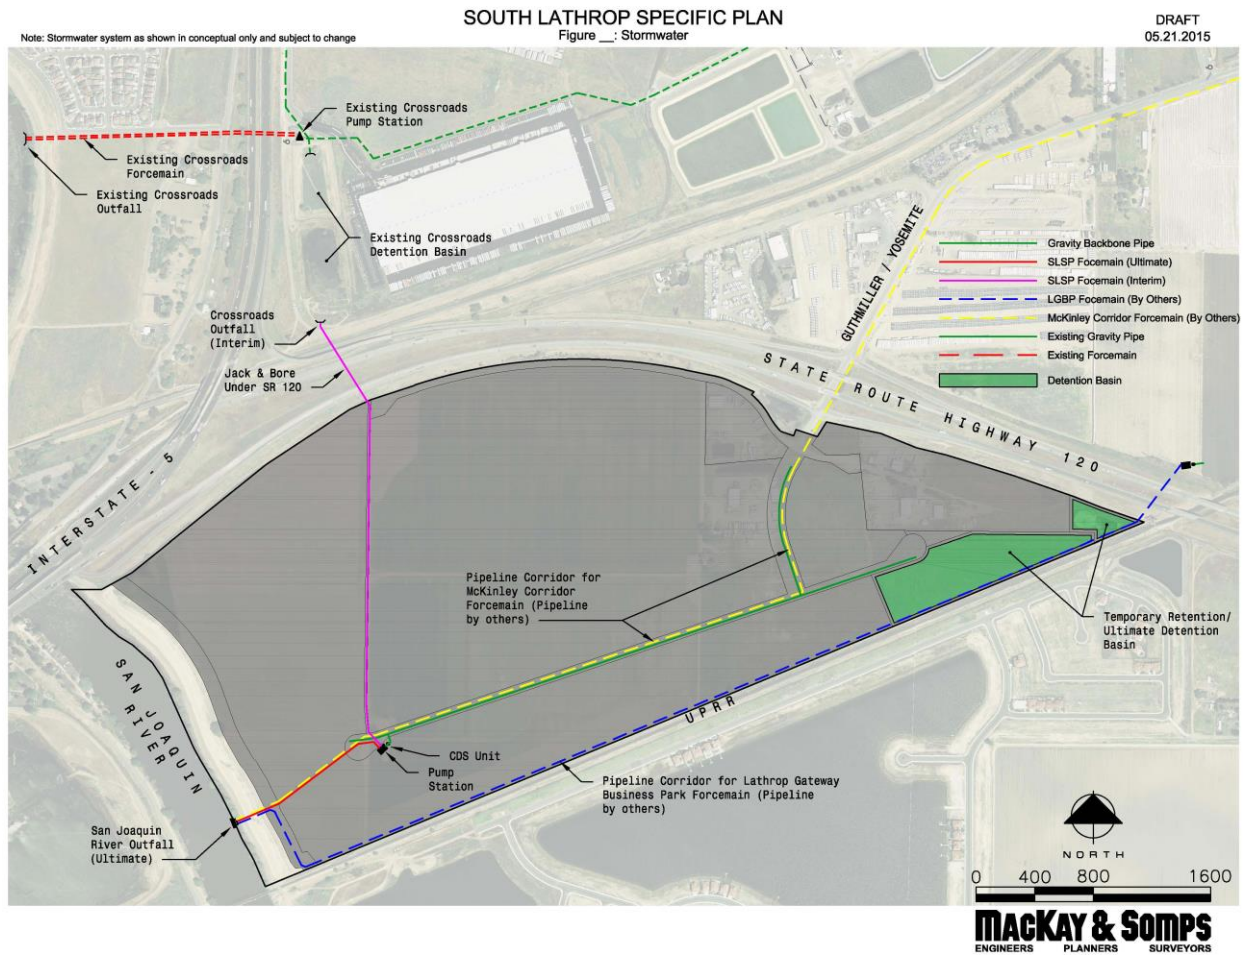 SOUTH LATHROP SPECIFIC PLAN
Figure __: Stormwater
DRAFT
05.21.2015
Note: Stormwater system as shown in conceptual only and subject to change
Existing Crossroads
Pump Station
Existing Crossroads
Forcemain
Existing Crossroads
Outfall
Existing Crossroads
Detention Basin
GUTHMILLER / YOSEMITE
Gravity Backbone Pipe
SLSP Focemain (Ultimate)
SLSP Focemain (Interim)
LGBP Focemain (By Others)
McKinley Corridor Forcemain (By Others)
Existing Gravity Pipe
Existing Forcemain
Detention Basin
Crossroads
Outfall
(Interim)
Jack & Bore
Under SR 120
STATE ROUTE HIGHWAY 120
INTERSTATE - 5
Pipeline Corridor for
McKinley Corridor
Forcemain (Pipeline
by others)
Temporary Retention/
Ultimate Detention
Basin
SAN JOAQUIN
RIVER
UPRR
CDS Unit
Pump
Station
Pipeline Corridor for Lathrop Gateway
Business Park Forcemain (Pipeline
by others)
San Joaquin
River Outfall
(Ultimate)
NORTH
0 400 800 1600
MACKAY & SOMPS
ENGINEERS PLANNERS SURVEYORS